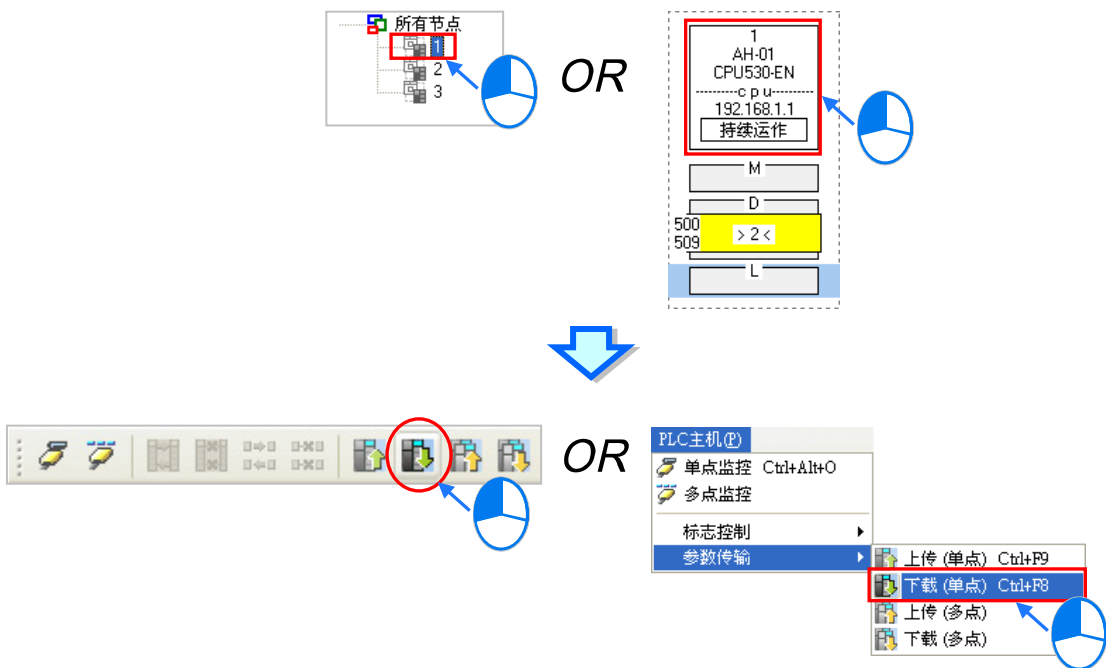 所有节点
1
2
3
OR
1
AH-01
CPU530-EN
--------c p u--------
192.168.1.1
持续运作
M
D
500
509
> 2 <
L
OR
PLC主机(P)
单点监控 Ctrl+Alt+O
多点监控
标志控制
参数传输
上传 (单点) Ctrl+F9
下载 (单点) Ctrl+F8
上传 (多点)
下载 (多点)